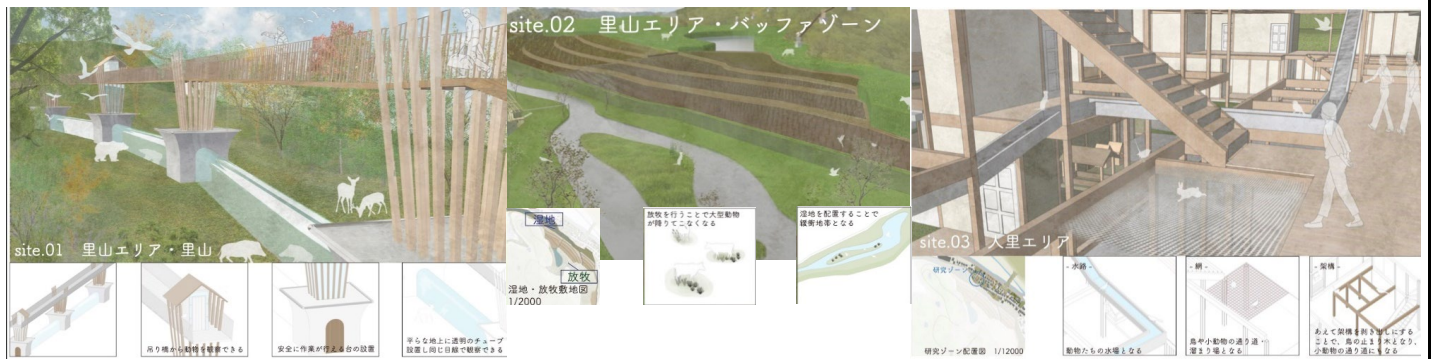 site.01　里山エリア・里山
吊り橋から動物を観察できる
安全に作業が行える台の設置
平らな地上に透明のチューブ
設置し同じ目線で観察できる
site.02　里山エリア・バッファゾーン
湿地
放牧
湿地・放牧敷地図
1/2000
放牧を行うことで大型動物
が降りてこなくなる
湿地を配置することで
緩衝地帯となる
site.03　人里エリア
研究ゾーン
研究ゾーン配置図　1/12000
- 水路 -
動物たちの水場となる
- 網 -
鳥や小動物の通り道・
溜まり場となる
- 架構 -
あえて架構を剥き出しにする
ことで、鳥の止まり木となり、
小動物の通り道にもなる